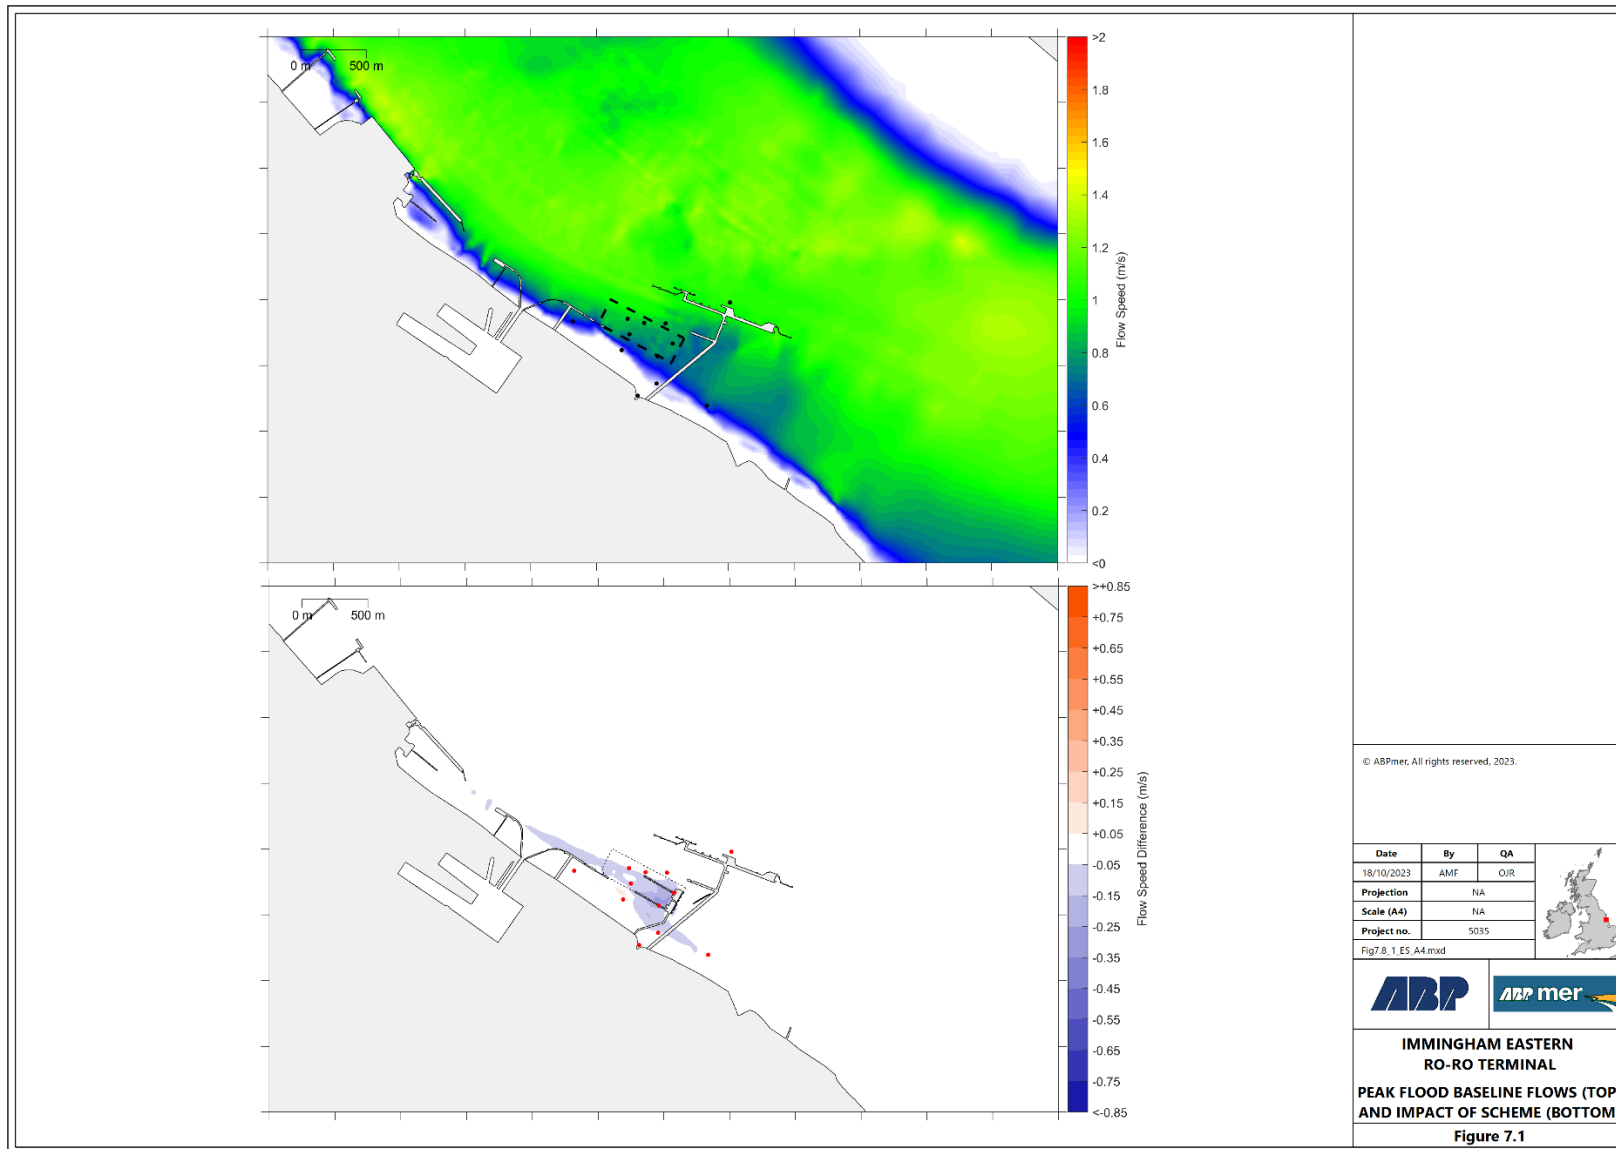 0 m 500 m
>2
1.8
1.6
1.4
1.2
1
0.8
0.6
0.4
0.2
<0
Flow Speed (m/s)
0 m 500 m
>+0.85
+0.75
+0.65
+0.55
+0.45
+0.35
+0.25
+0.15
+0.05
-0.05
-0.15
-0.25
-0.35
-0.45
-0.55
-0.65
-0.75
<-0.85
Flow Speed Difference (m/s)
© ABPmer, All rights reserved, 2023.
Date By QA
18/10/2023 AMF OJR
Projection NA
Scale (A4) NA
Project no. 5035
Fig7.8_1_ES_A4.mxd
ABP
ABP mer
IMMINGHAM EASTERN
RO-RO TERMINAL
PEAK FLOOD BASELINE FLOWS (TOP
AND IMPACT OF SCHEME (BOTTOM
Figure 7.1